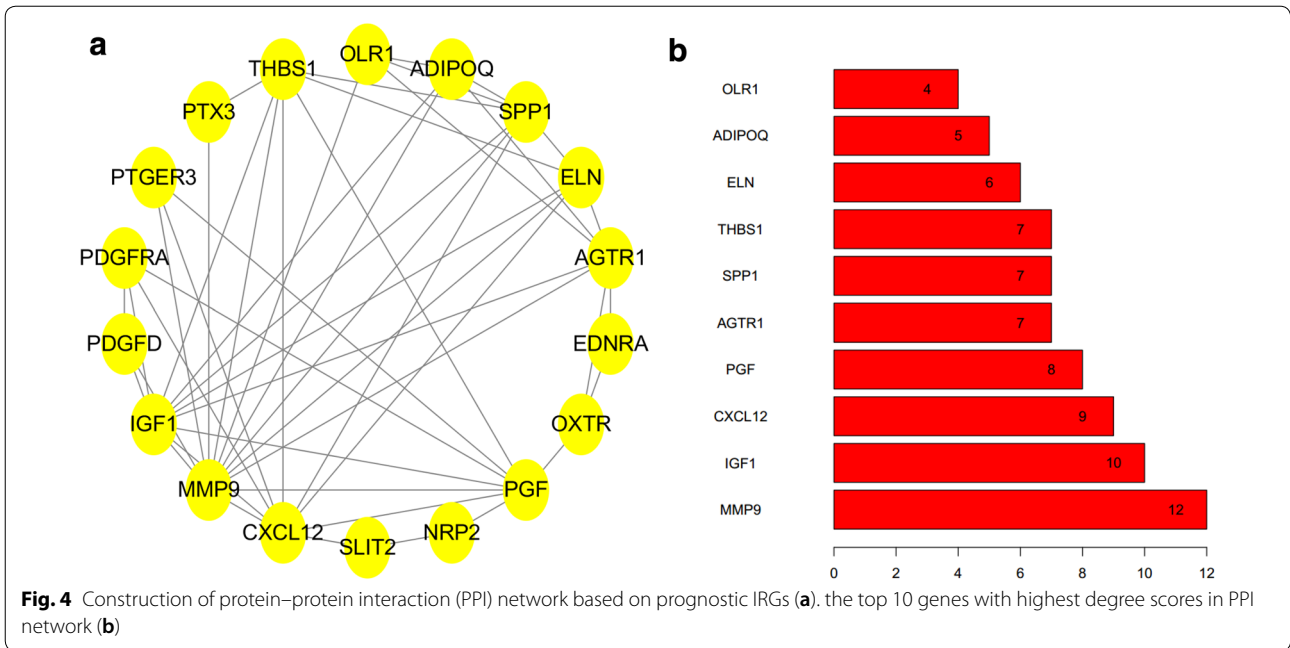 a
OLR1
THBS1
ADIPOQ
PTX3
SPP1
PTGER3
ELN
PDGFRA
AGTR1
PDGFD
EDNRA
IGF1
OXTR
MMP9
PGF
CXCL12
NRP2
SLIT2
b
OLR1 4
ADIPOQ 5
ELN 6
THBS1 7
SPP1 7
AGTR1 7
PGF 8
CXCL12 9
IGF1 10
MMP9 12
0 2 4 6 8 10 12
Fig. 4 Construction of protein–protein interaction (PPI) network based on prognostic IRGs (a). the top 10 genes with highest degree scores in PPI
network (b)